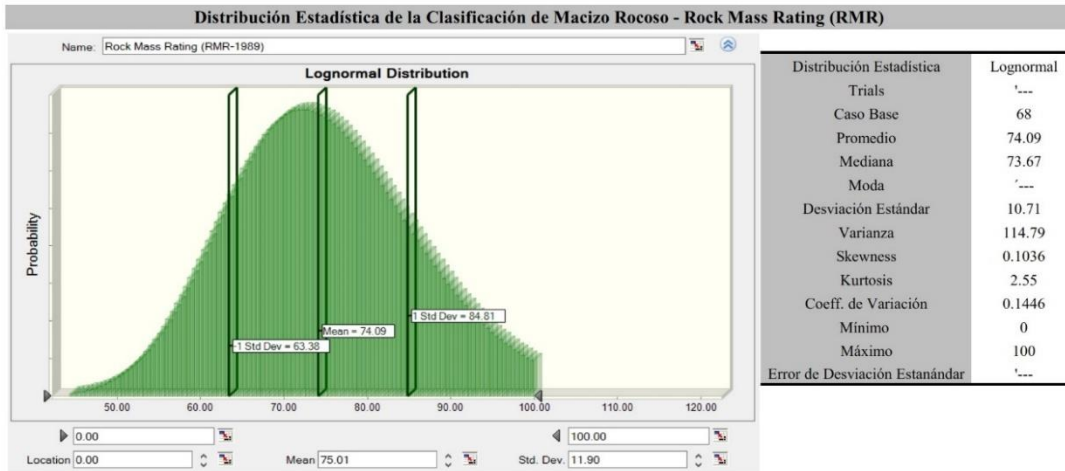 Distribución Estadística de la Clasificación de Macizo Rocoso - Rock Mass Rating (RMR)
Name: Rock Mass Rating (RMR-1989)
Lognormal Distribution
Probability
-1 Std Dev = 63.38
Mean = 74.09
1 Std Dev = 84.81
50.00 60.00 70.00 80.00 90.00 100.00 110.00 120.00
0.00 100.00
Location 0.00 Mean 75.01 Std. Dev. 11.90
Distribución Estadística Lognormal
Trials '---
Caso Base 68
Promedio 74.09
Mediana 73.67
Moda ´---
Desviación Estándar 10.71
Varianza 114.79
Skewness 0.1036
Kurtosis 2.55
Coeff. de Variación 0.1446
Mínimo 0
Máximo 100
Error de Desviación Estanándar '---